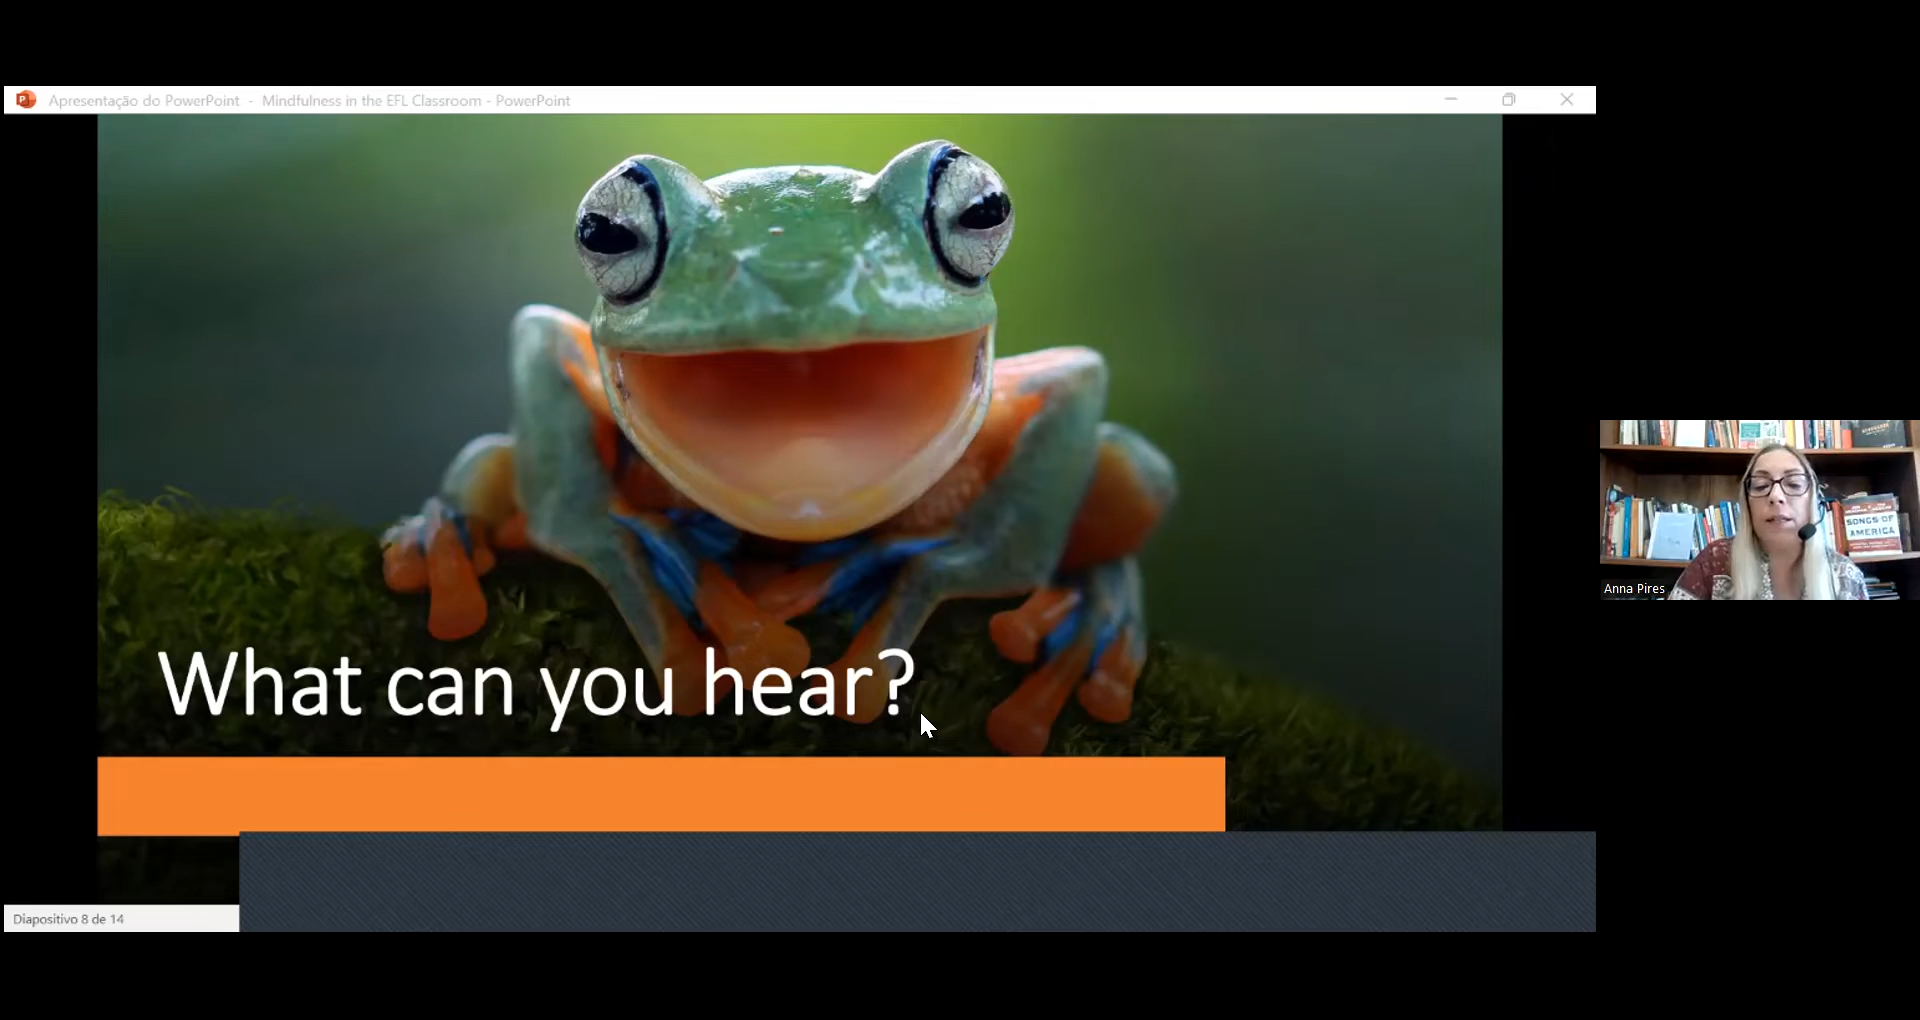 Apresentação do PowerPoint - Mindfulness in the EFL Classroom - PowerPoint
What can you hear?
SONGS OF
AMERICA
Anna Pires
Diapositivo 8 de 14